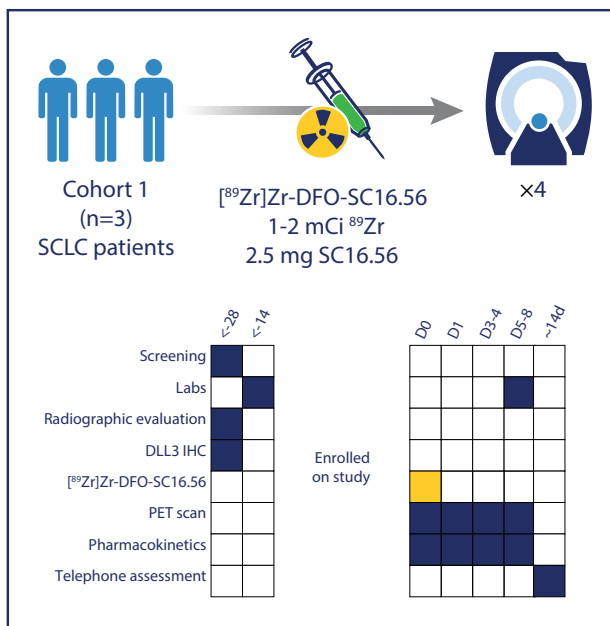 Cohort 1
(n=3)
SCLC patients
[⁸⁹Zr]Zr-DFO-SC16.56
1-2 mCi ⁸⁹Zr
2.5 mg SC16.56
×4
<-28
<-14
D0
D1
D3-4
D5-8
~14d
Screening
Labs
Radiographic evaluation
DLL3 IHC
[⁸⁹Zr]Zr-DFO-SC16.56
PET scan
Pharmacokinetics
Telephone assessment
Enrolled
on study